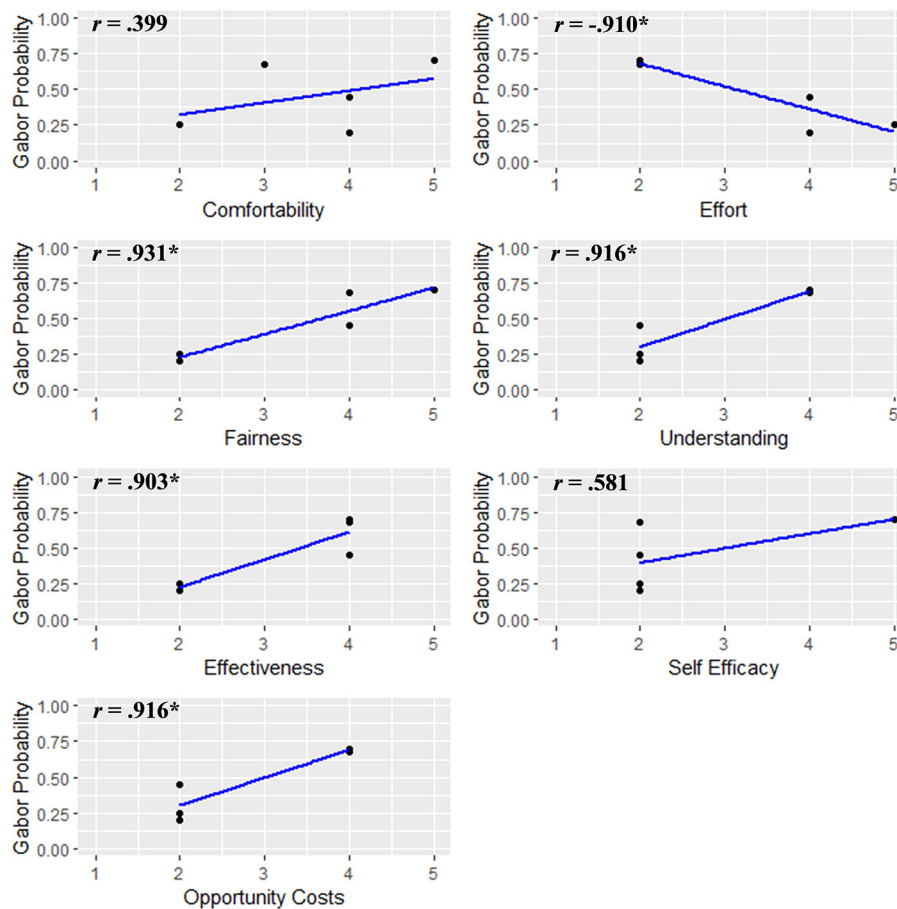 r = .399
Gabor Probability
1.00
0.75
0.50
0.25
0.00
1 2 3 4 5
Comfortability
r = -.910*
Gabor Probability
1.00
0.75
0.50
0.25
0.00
1 2 3 4 5
Effort
r = .931*
Gabor Probability
1.00
0.75
0.50
0.25
0.00
1 2 3 4 5
Fairness
r = .916*
Gabor Probability
1.00
0.75
0.50
0.25
0.00
1 2 3 4 5
Understanding
r = .903*
Gabor Probability
1.00
0.75
0.50
0.25
0.00
1 2 3 4 5
Effectiveness
r = .581
Gabor Probability
1.00
0.75
0.50
0.25
0.00
1 2 3 4 5
Self Efficacy
r = .916*
Gabor Probability
1.00
0.75
0.50
0.25
0.00
1 2 3 4 5
Opportunity Costs